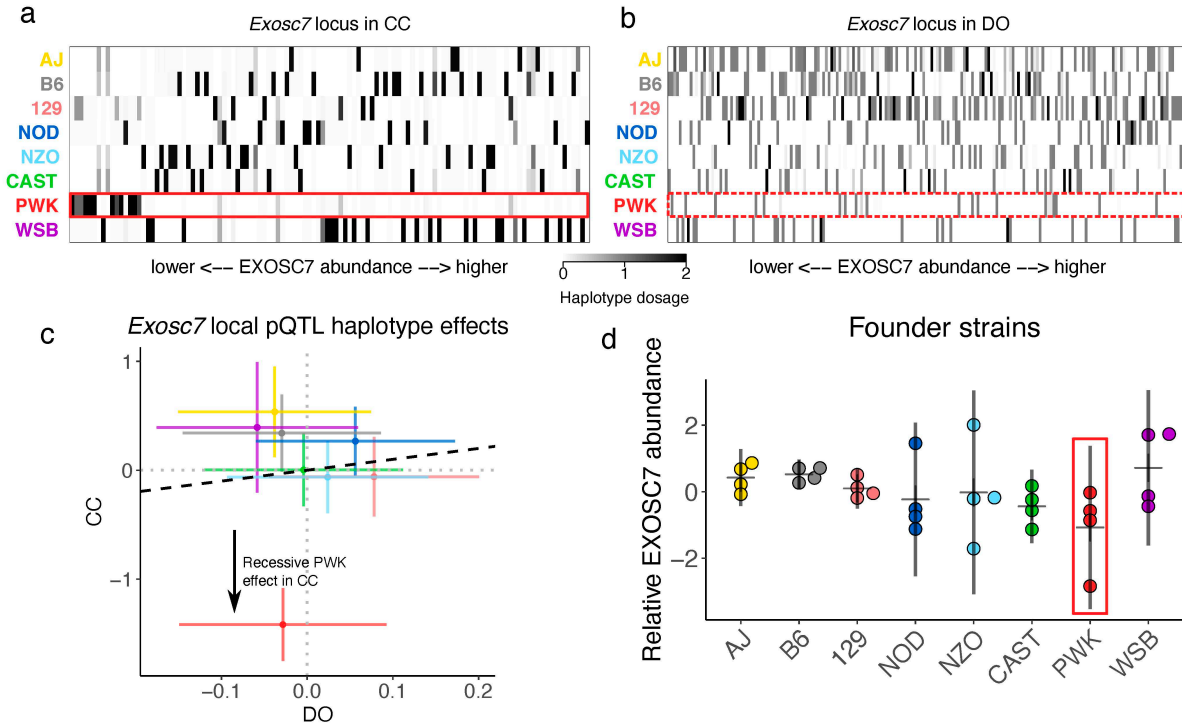 a
Exosc7 locus in CC
AJ
B6
129
NOD
NZO
CAST
PWK
WSB
lower <−− EXOSC7 abundance −−> higher
b
Exosc7 locus in DO
AJ
B6
129
NOD
NZO
CAST
PWK
WSB
lower <−− EXOSC7 abundance −−> higher
0 1 2
Haplotype dosage
c
Exosc7 local pQTL haplotype effects
CC
1
0
−1
Recessive PWK
effect in CC
−0.1 0.0 0.1 0.2
DO
d
Founder strains
Relative EXOSC7 abundance
2
0
−2
AJ
B6
129
NOD
NZO
CAST
PWK
WSB